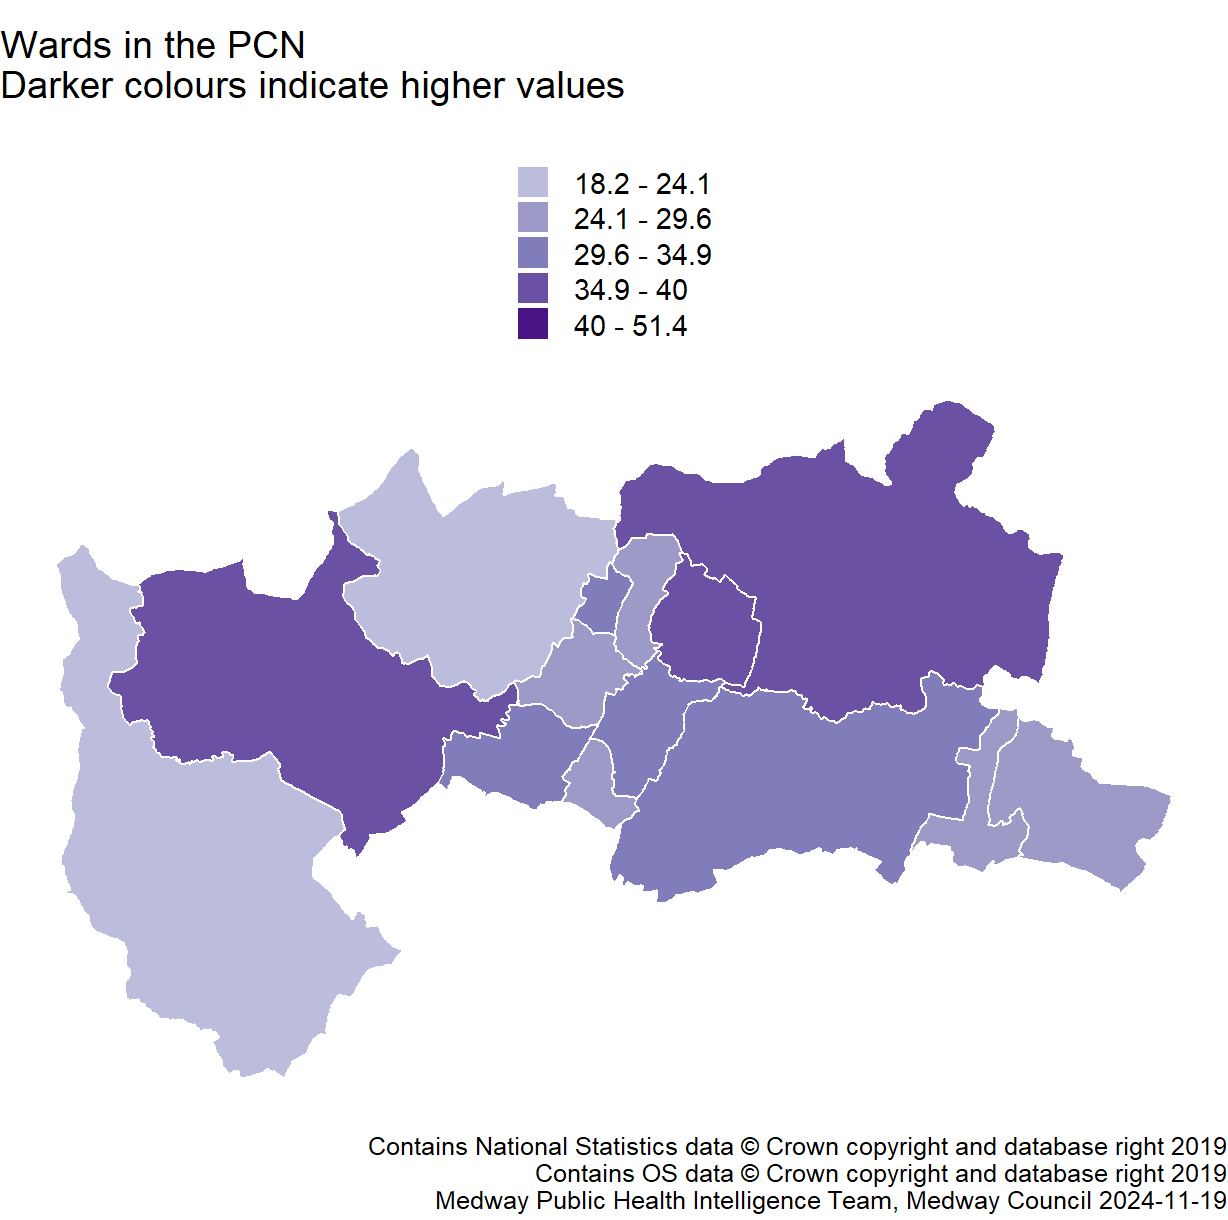 Wards in the PCN
Darker colours indicate higher values
18.2 - 24.1
24.1 - 29.6
29.6 - 34.9
34.9 - 40
40 - 51.4
Contains National Statistics data © Crown copyright and database right 2019
Contains OS data © Crown copyright and database right 2019
Medway Public Health Intelligence Team, Medway Council 2024-11-19